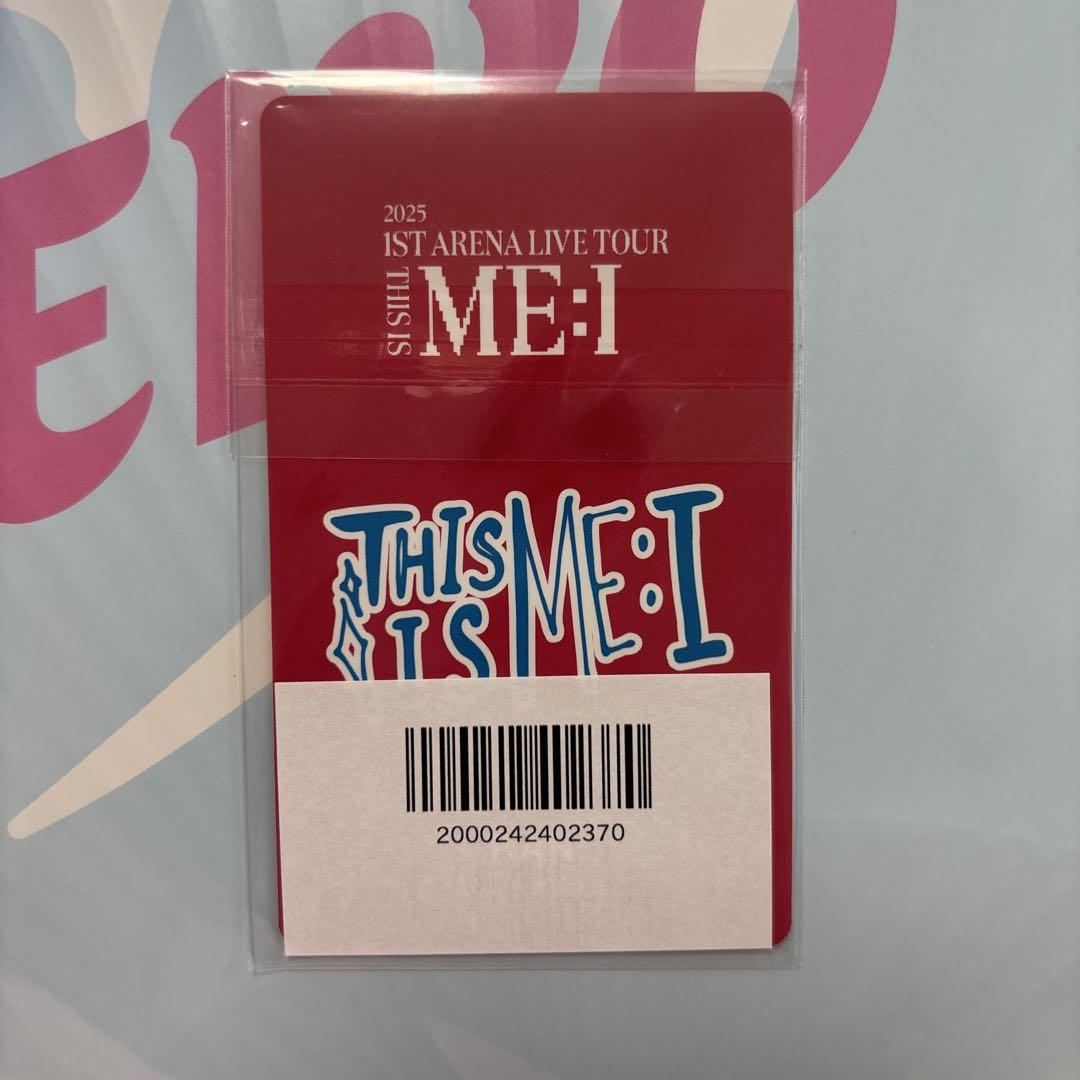 2025
1ST ARENA LIVE TOUR
THIS IS
ME:I
THIS
IS
ME:I
2000242402370